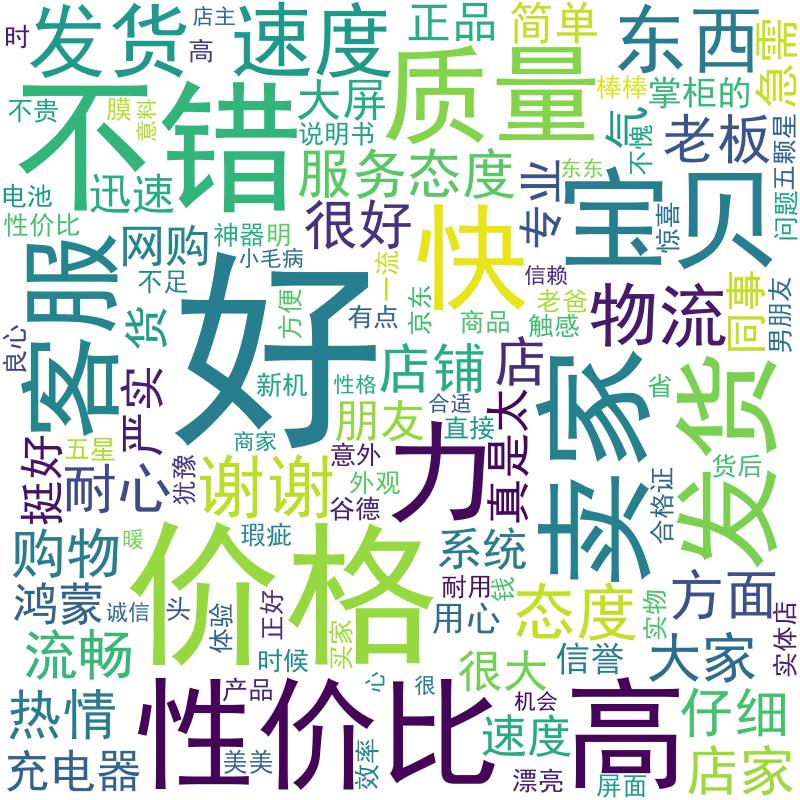 时
发货
店主
高
速度
正品
简单
东西
急需
不贵
膜
意料
不错
大屏
说明书
质量
棒棒
掌柜的
气
不愧
老板
五颗星
电池
迅速
服务态度
专业
东东
宝贝
惊喜
问题
性价比
网购
神器
明
很好
快
小毛病
不足
客服
货
好
方便
一流
有点
京东
信赖
老爸
商品
触感
物流
同事
男朋友
良心
严实
新机
性格
店铺
店
卖家
发货
省
挺好
五星
耐心
犹豫
商家
谢谢
朋友
合适
直接
意外
外观
谷德
力
真是
太
合格证
货后
购物
暖
瑕疵
价格
系统
耐用
钱
鸿蒙
诚信
头
体验
正好
买家
用心
态度
方面
实物
实体店
流畅
时候
很大
信誉
大家
热情
产品
心
很
性价比
机会
高
速度
仔细
充电器
美美
效率
漂亮
屏面
店家